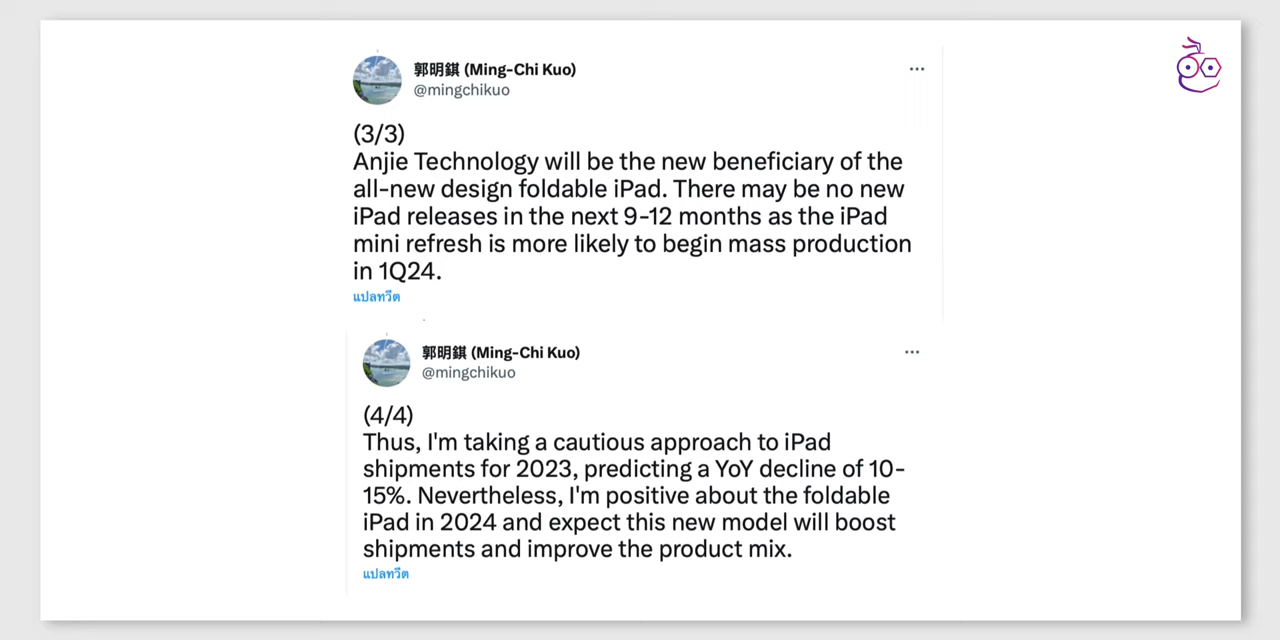 郭明錤 (Ming-Chi Kuo)
@mingchikuo
(3/3)
Anjie Technology will be the new beneficiary of the
all-new design foldable iPad. There may be no new
iPad releases in the next 9-12 months as the iPad
mini refresh is more likely to begin mass production
in 1Q24.
แปลทวีต
郭明錤 (Ming-Chi Kuo)
@mingchikuo
(4/4)
Thus, I'm taking a cautious approach to iPad
shipments for 2023, predicting a YoY decline of 10-
15%. Nevertheless, I'm positive about the foldable
iPad in 2024 and expect this new model will boost
shipments and improve the product mix.
แปลทวีต